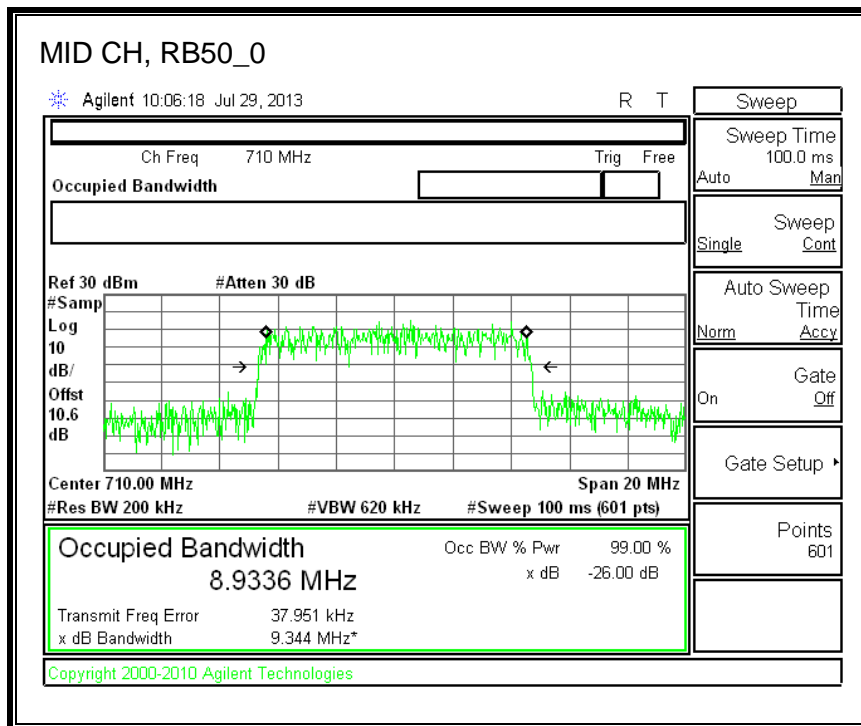 MID CH, RB50_0
Agilent 10:06:18 Jul 29, 2013 R T
Ch Freq 710 MHz Trig Free
Occupied Bandwidth
Ref 30 dBm #Atten 30 dB
#Samp
Log
10
dB/
Offst
10.6
dB
Center 710.00 MHz Span 20 MHz
#Res BW 200 kHz #VBW 620 kHz #Sweep 100 ms (601 pts)
Occupied Bandwidth Occ BW % Pwr 99.00 %
8.9336 MHz x dB -26.00 dB
Transmit Freq Error 37.951 kHz
x dB Bandwidth 9.344 MHz*
Copyright 2000-2010 Agilent Technologies
Sweep
Sweep Time
100.0 ms
Auto Man
Sweep
Single Cont
Auto Sweep
Time
Norm Accy
Gate
On Off
Gate Setup
Points
601